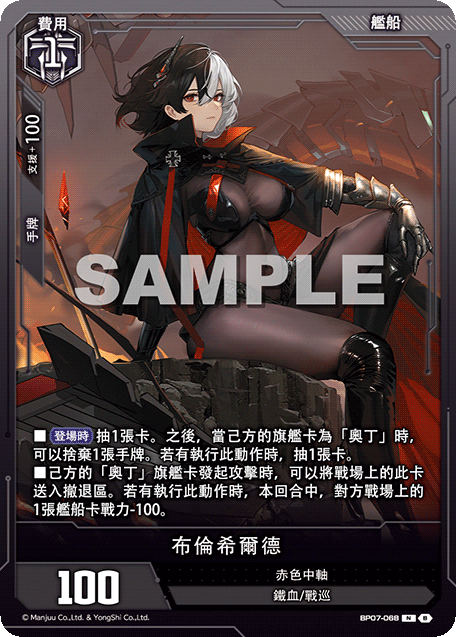 費用
艦船
1
支援+100
手牌
SAMPLE
■登場時 抽1張卡。之後，當己方的旗艦卡為「奧丁」時，
可以捨棄1張手牌。若有執行此動作時，抽1張卡。
■己方的「奧丁」旗艦卡發起攻擊時，可以將戰場上的此卡
送入撤退區。若有執行此動作時，本回合中，對方戰場上的
1張艦船卡戰力-100。
布倫希爾德
100
赤色中軸
鐵血/戰巡
© Manjuu Co.,Ltd. & YongShi Co.,Ltd.
BP07-068 N B